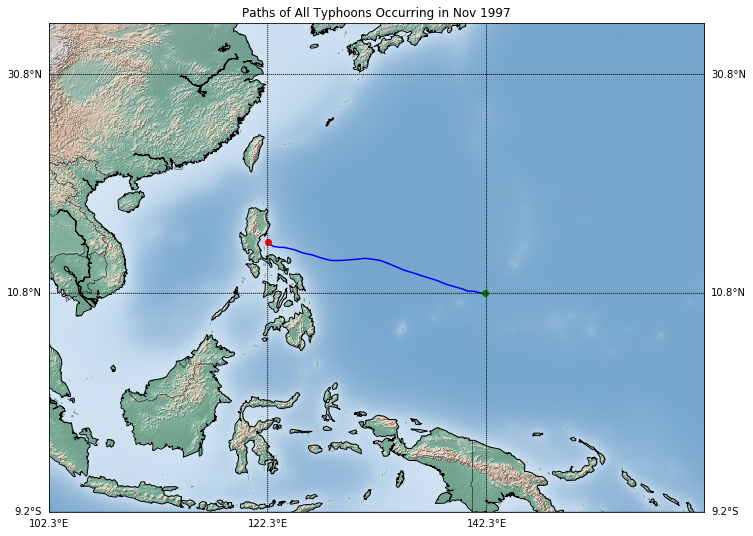 Paths of All Typhoons Occurring in Nov 1997
30.8°N 30.8°N
10.8°N 10.8°N
9.2°S 9.2°S
102.3°E 122.3°E 142.3°E